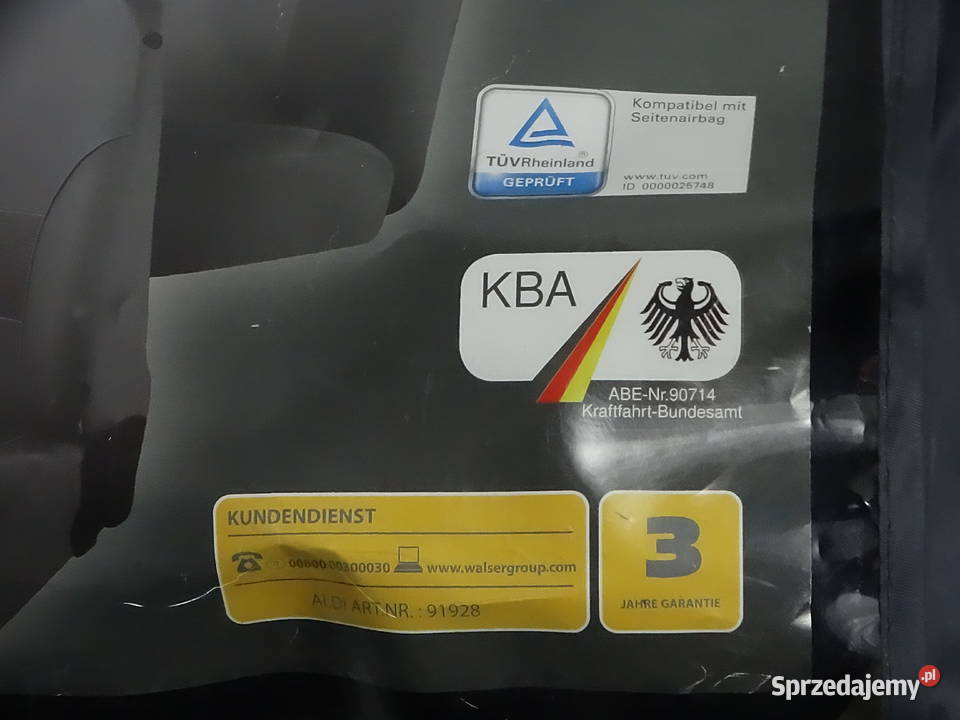 Kompatibel mit
Seitenairbag
TÜVRheinland®
GEPRÜFT
www.tuv.com
ID 0000025748
KBA
ABE-Nr.90714
Kraftfahrt-Bundesamt
KUNDENDIENST
00800 00300030 www.walsergroup.com
ALDI ART.NR. : 91928
3
JAHRE GARANTIE
Sprzedajemy.pl